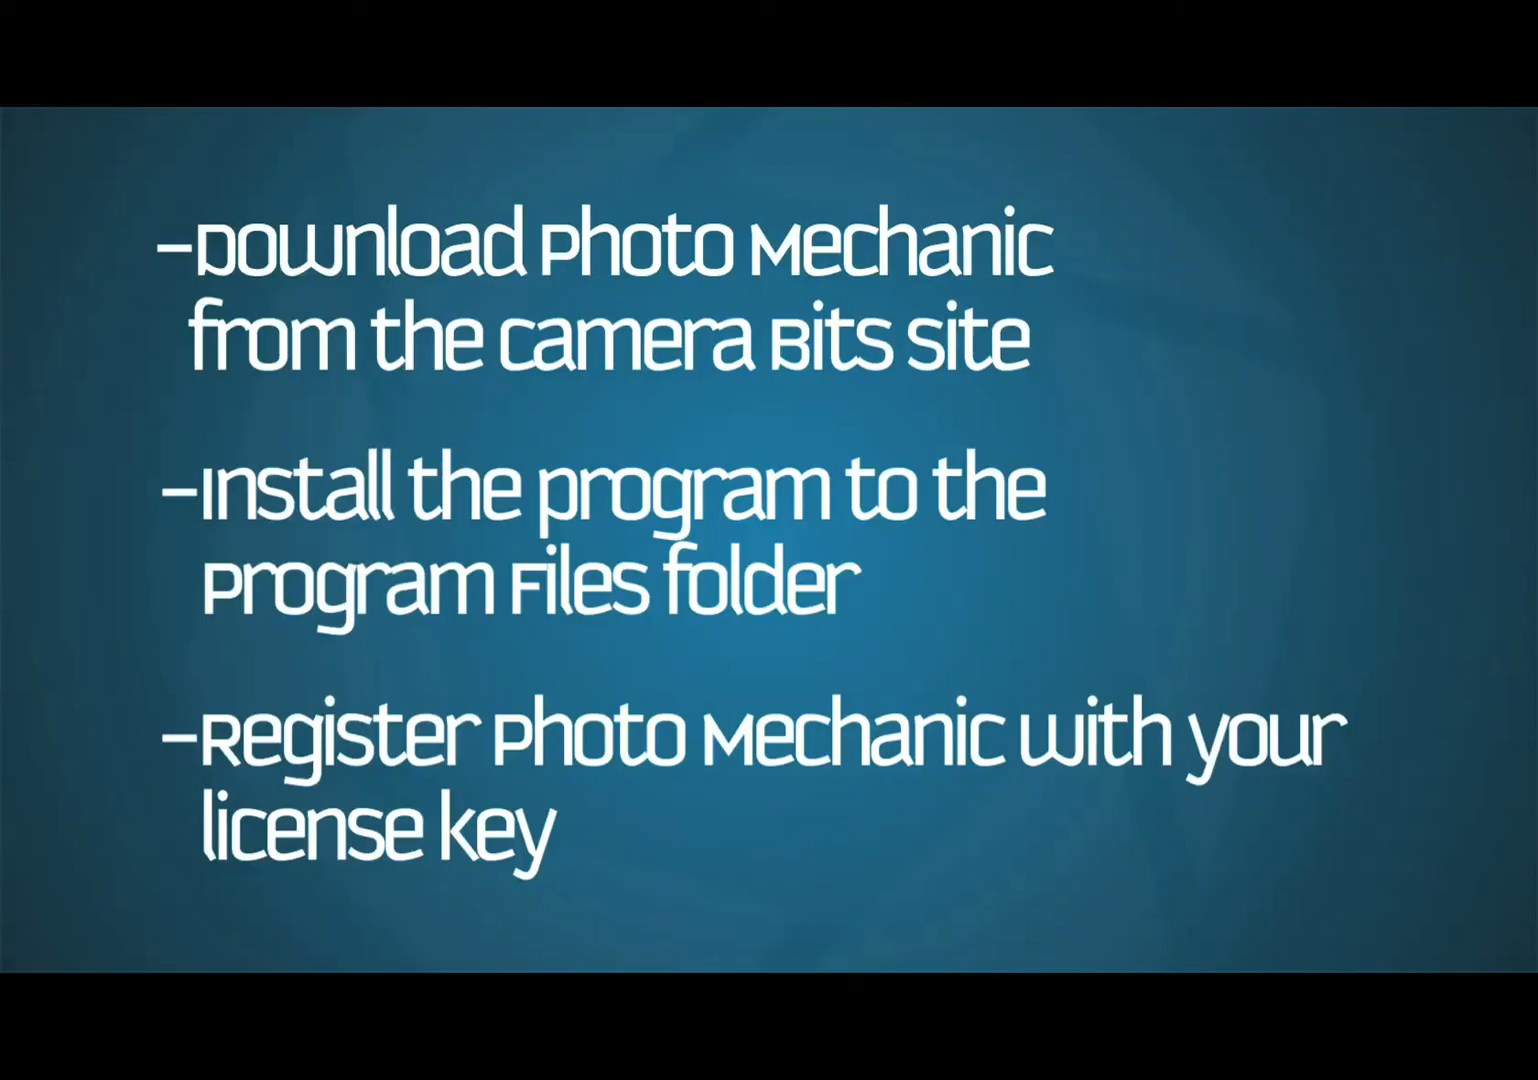 -Download Photo Mechanic
from the Camera Bits site
-Install the program to the
Program Files folder
-Register Photo Mechanic with your
license key